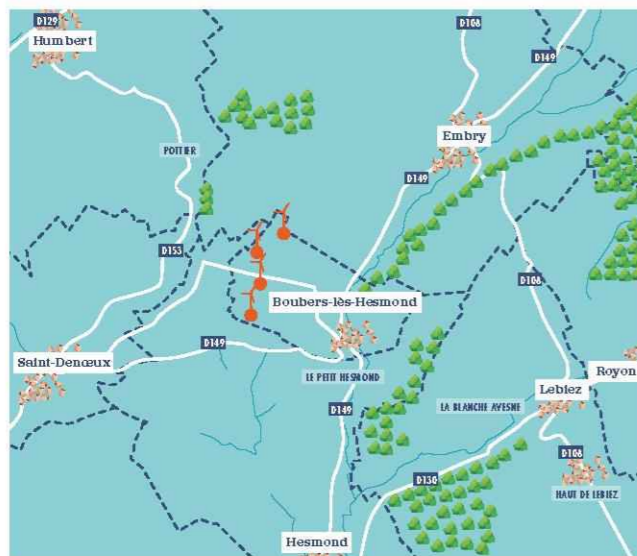 D129
Humbert
D108
D149
Embry
POTTIER
D149
D153
D108
Boubers-lès-Hesmond
Saint-Denœux
D149
LE PETIT HESMOND
Royon
Lebiez
LA BLANCHE AVESNE
D149
D108
D130
HAUT DE LEBIEZ
Hesmond